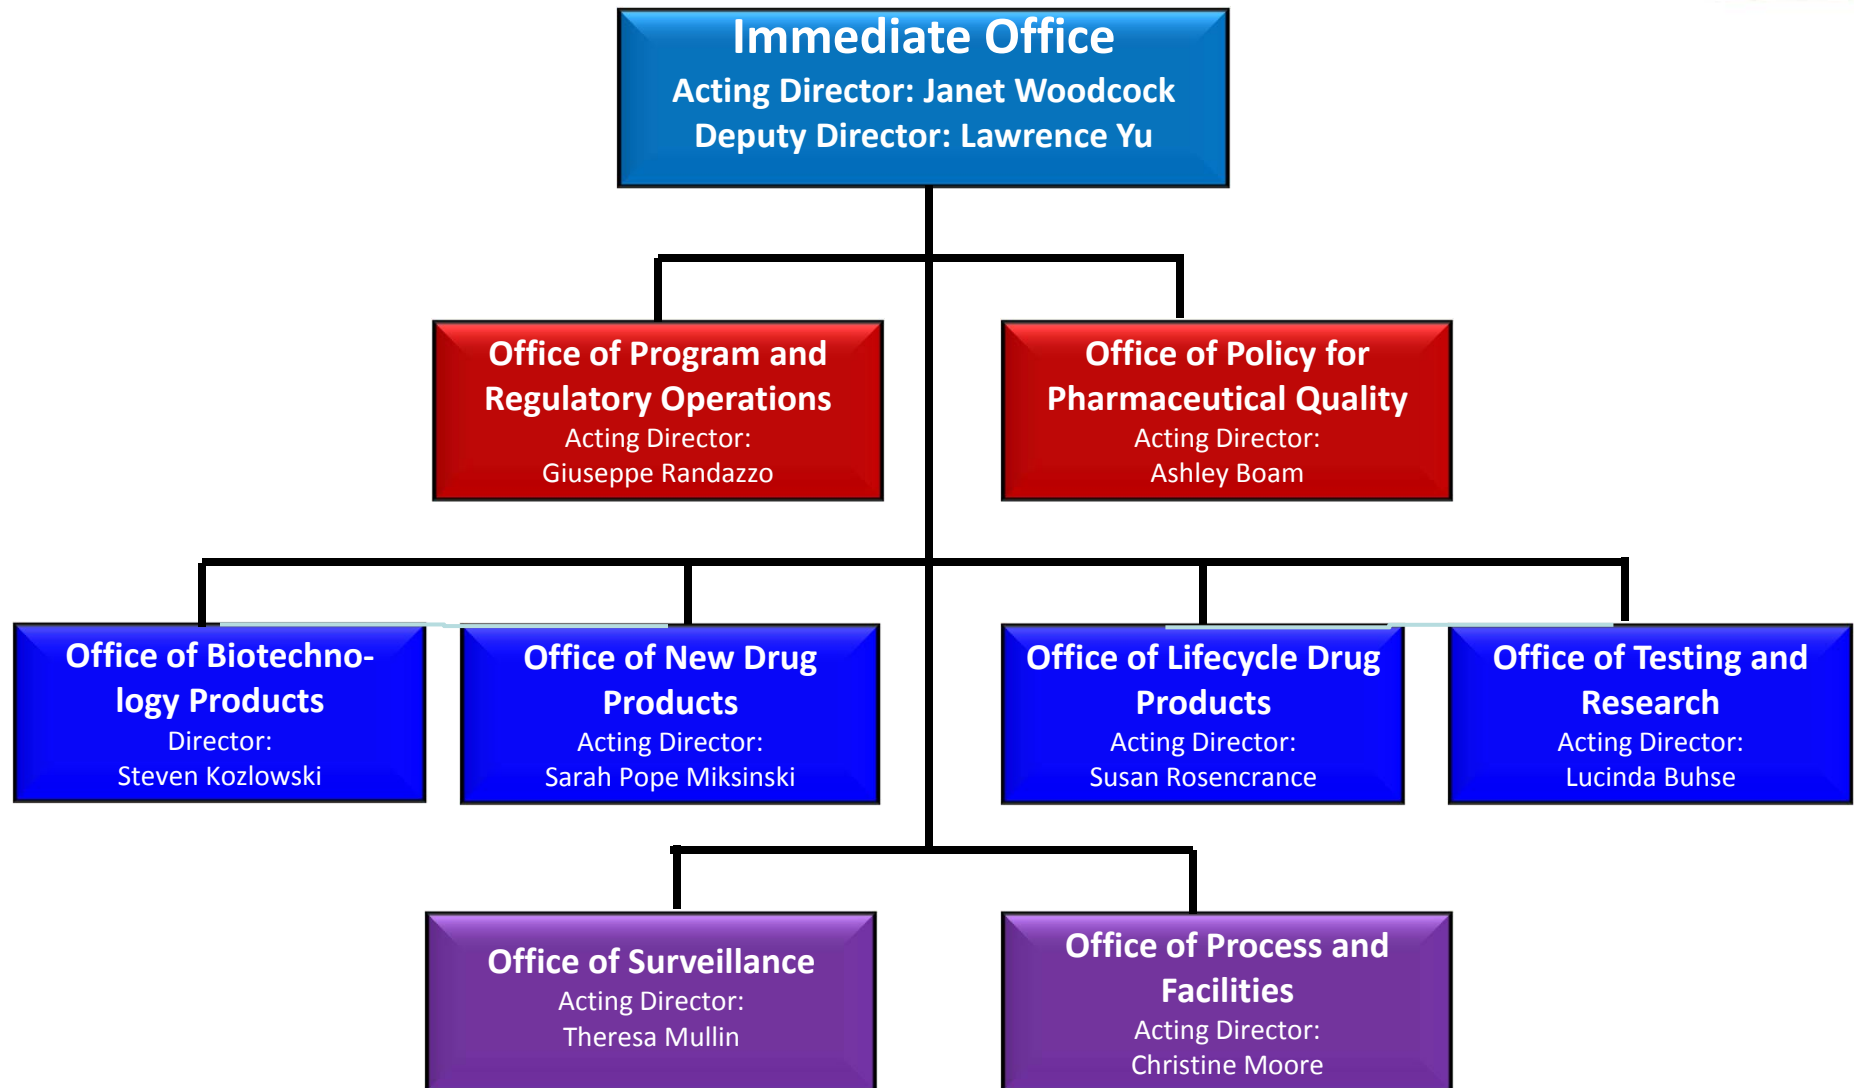 Immediate Office
Acting Director: Janet Woodcock
Deputy Director: Lawrence Yu
Office of Program and
Regulatory Operations
Acting Director:
Giuseppe Randazzo
Office of Policy for
Pharmaceutical Quality
Acting Director:
Ashley Boam
Office of Biotechno-
logy Products
Director:
Steven Kozlowski
Office of New Drug
Products
Acting Director:
Sarah Pope Miksinski
Office of Lifecycle Drug
Products
Acting Director:
Susan Rosencrance
Office of Testing and
Research
Acting Director:
Lucinda Buhse
Office of Surveillance
Acting Director:
Theresa Mullin
Office of Process and
Facilities
Acting Director:
Christine Moore